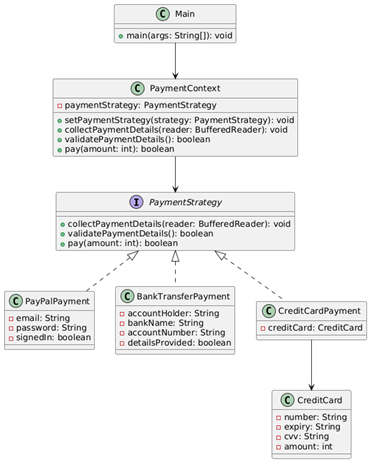 C Main
main(args: String[]): void
C PaymentContext
paymentStrategy: PaymentStrategy
setPaymentStrategy(strategy: PaymentStrategy): void
collectPaymentDetails(reader: BufferedReader): void
validatePaymentDetails(): boolean
pay(amount: int): boolean
I PaymentStrategy
collectPaymentDetails(reader: BufferedReader): void
validatePaymentDetails(): boolean
pay(amount: int): boolean
C PayPalPayment
email: String
password: String
signedIn: boolean
C BankTransferPayment
accountHolder: String
bankName: String
accountNumber: String
detailsProvided: boolean
C CreditCardPayment
creditCard: CreditCard
C CreditCard
number: String
expiry: String
cvv: String
amount: int